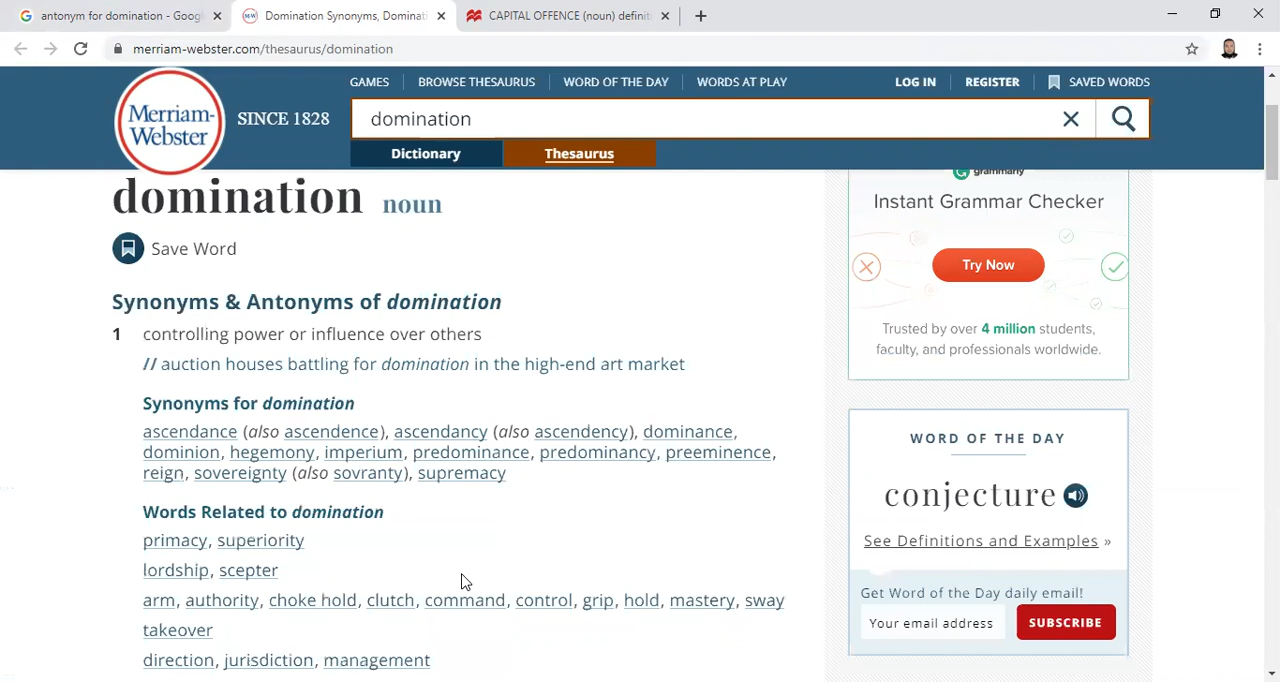 antonym for domination - Googl
Domination Synonyms, Dominati
CAPITAL OFFENCE (noun) definit
merriam-webster.com/thesaurus/domination
GAMES
BROWSE THESAURUS
WORD OF THE DAY
WORDS AT PLAY
LOG IN
REGISTER
SAVED WORDS
Merriam-
Webster
SINCE 1828
domination
Dictionary
Thesaurus
domination noun
Save Word
Synonyms & Antonyms of domination
1 controlling power or influence over others
// auction houses battling for domination in the high-end art market
Synonyms for domination
ascendance (also ascendence), ascendancy (also ascendency), dominance,
dominion, hegemony, imperium, predominance, predominancy, preeminence,
reign, sovereignty (also sovranty), supremacy
Words Related to domination
primacy, superiority
lordship, scepter
arm, authority, choke hold, clutch, command, control, grip, hold, mastery, sway
takeover
direction, jurisdiction, management
grammarly
Instant Grammar Checker
Try Now
Trusted by over 4 million students,
faculty, and professionals worldwide.
WORD OF THE DAY
conjecture
See Definitions and Examples »
Get Word of the Day daily email!
Your email address
SUBSCRIBE